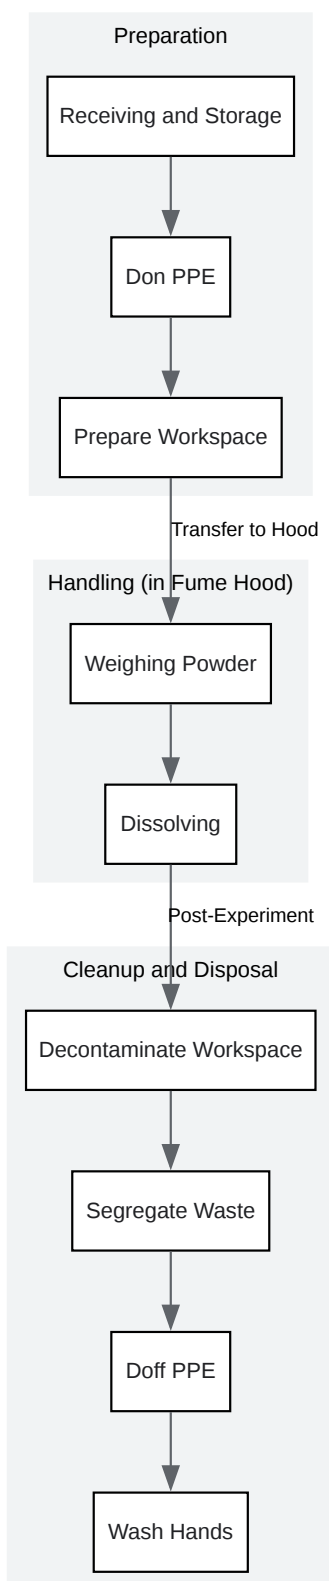 Preparation
Receiving and Storage
Don PPE
Prepare Workspace
Transfer to Hood
Handling (in Fume Hood)
Weighing Powder
Dissolving
Post-Experiment
Cleanup and Disposal
Decontaminate Workspace
Segregate Waste
Doff PPE
Wash Hands